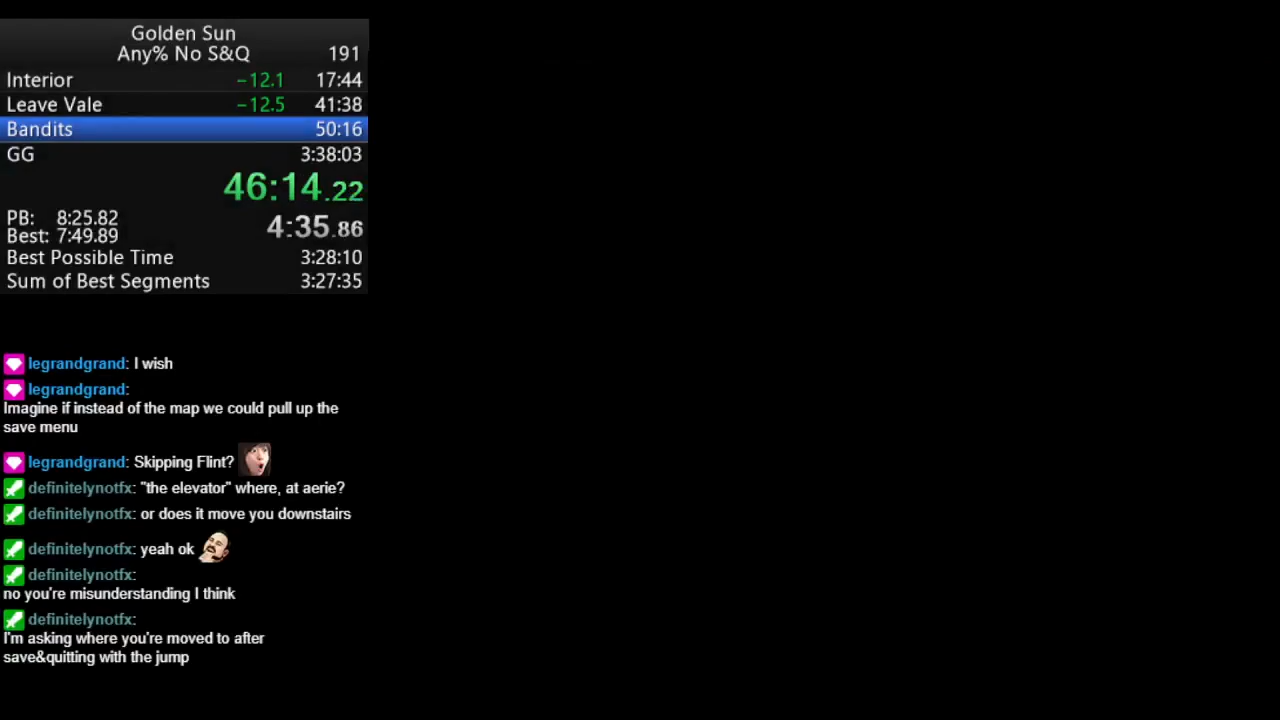 Golden Sun
Any% No S&Q 191
Interior -12.1 17:44
Leave Vale -12.5 41:38
Bandits 50:16
GG 3:38:03
46:14.22
PB: 8:25.82
Best: 7:49.89
4:35.86
Best Possible Time 3:28:10
Sum of Best Segments 3:27:35
legrandgrand: I wish
legrandgrand:
Imagine if instead of the map we could pull up the
save menu
legrandgrand: Skipping Flint?
definitelynotfx: "the elevator" where, at aerie?
definitelynotfx: or does it move you downstairs
definitelynotfx: yeah ok
definitelynotfx:
no you're misunderstanding I think
definitelynotfx:
I'm asking where you're moved to after
save&quitting with the jump